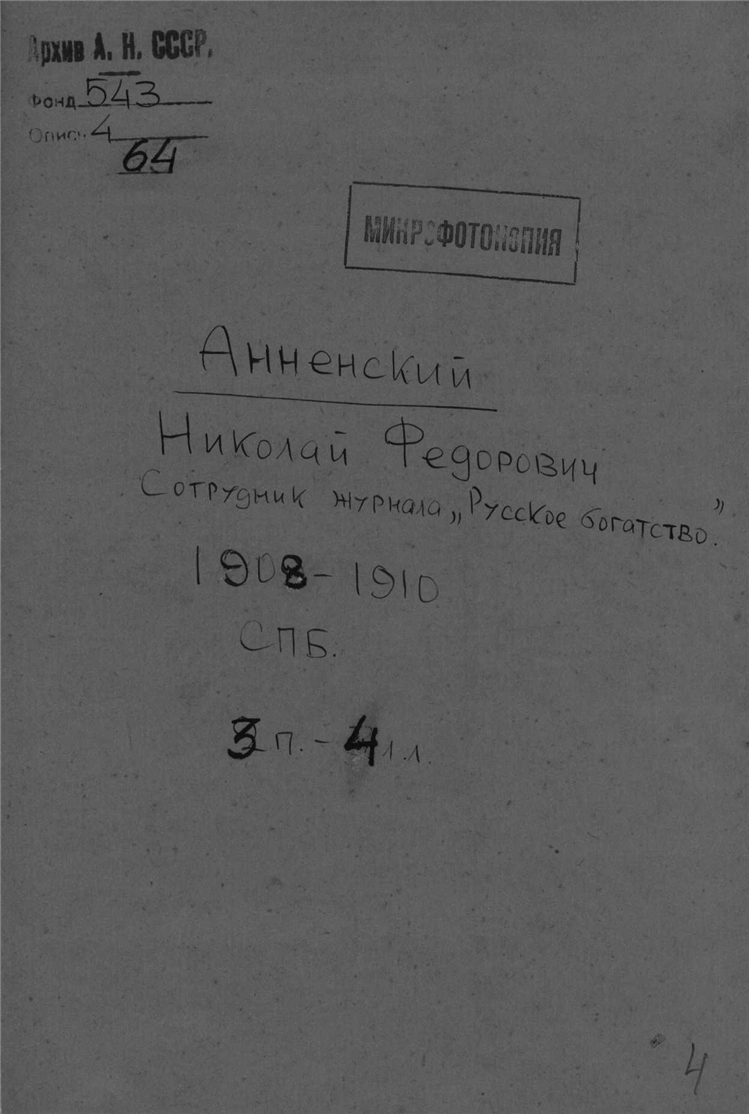 Архив А. Н. СССР.
Фонд 543
Опись 4
64
МИКРОФОТОКОПИЯ
Анненский
Николай Федорович
Сотрудник журнала „Русское богатство."
1908 – 1910
СПБ.
3 п. – 4 л.л.
4